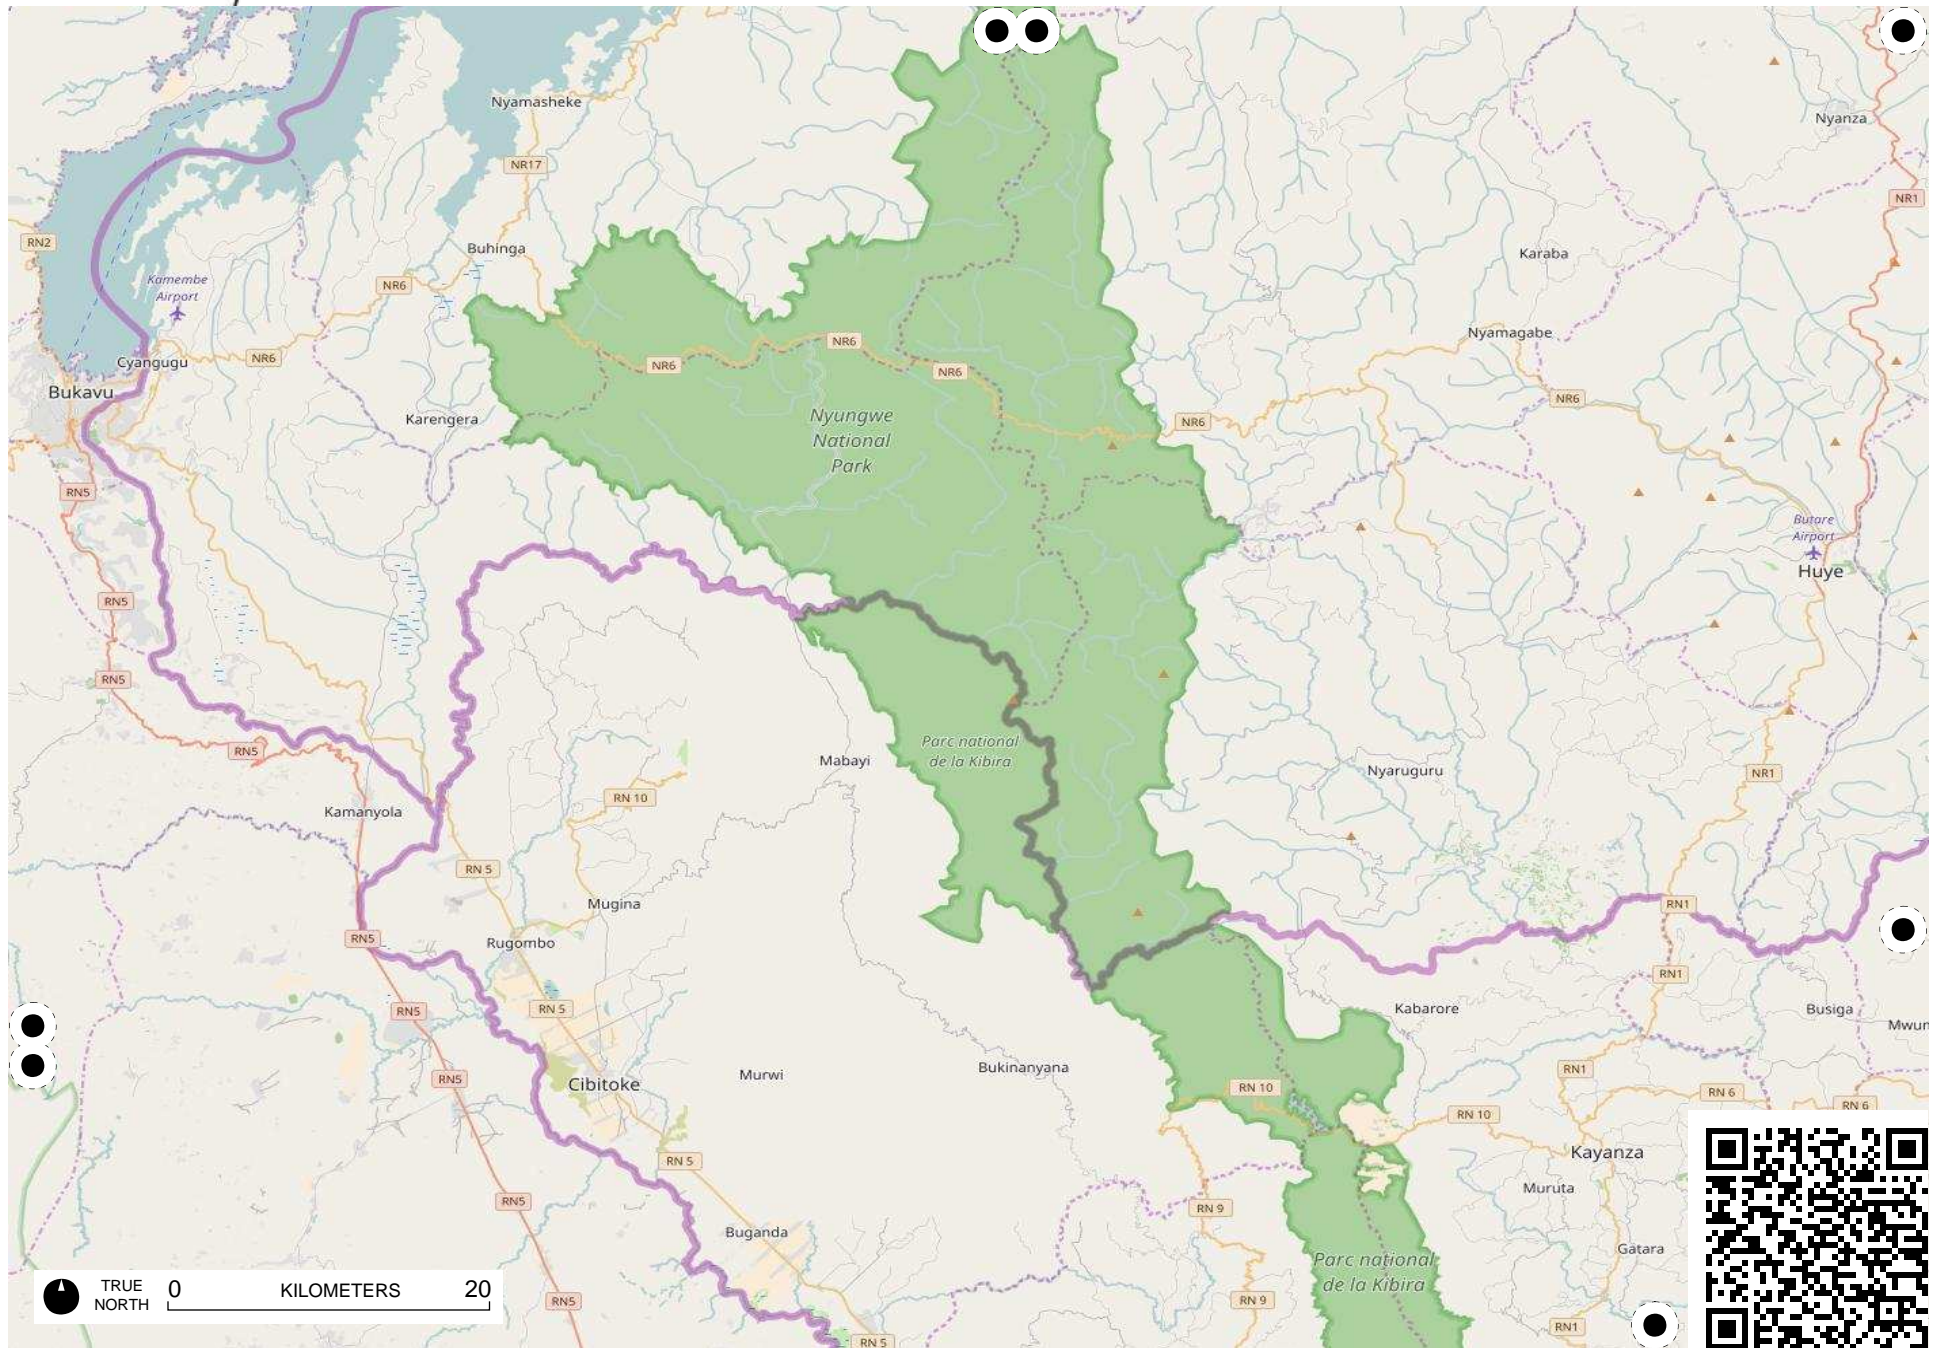 Nyamasheke
Nyanza
NR17
NR1
RN2
Buhinga
Karaba
Kamembe
Airport
NR6
Nyamagabe
NR6
Cyangugu
NR6
NR6
NR6
Bukavu
NR6
Karengera
Nyungwe
National
Park
NR6
RN5
Butare
Airport
Huye
RN5
RN5
Parc national
de la Kibira
RN5
Mabayi
Nyaruguru
NR1
RN 10
Kamanyola
RN 5
Mugina
RN1
RN5
Rugombo
RN1
RN5
RN 5
Kabarore
Busiga
Mwum
Bukinanyana
RN1
RN5
Murwi
Cibitoke
RN 10
RN 6
RN 6
RN 10
Kayanza
RN 5
Muruta
RN5
RN 9
Buganda
Gatara
Parc national
de la Kibira
TRUE
NORTH
0
KILOMETERS
20
RN5
RN 9
RN1
RN 5